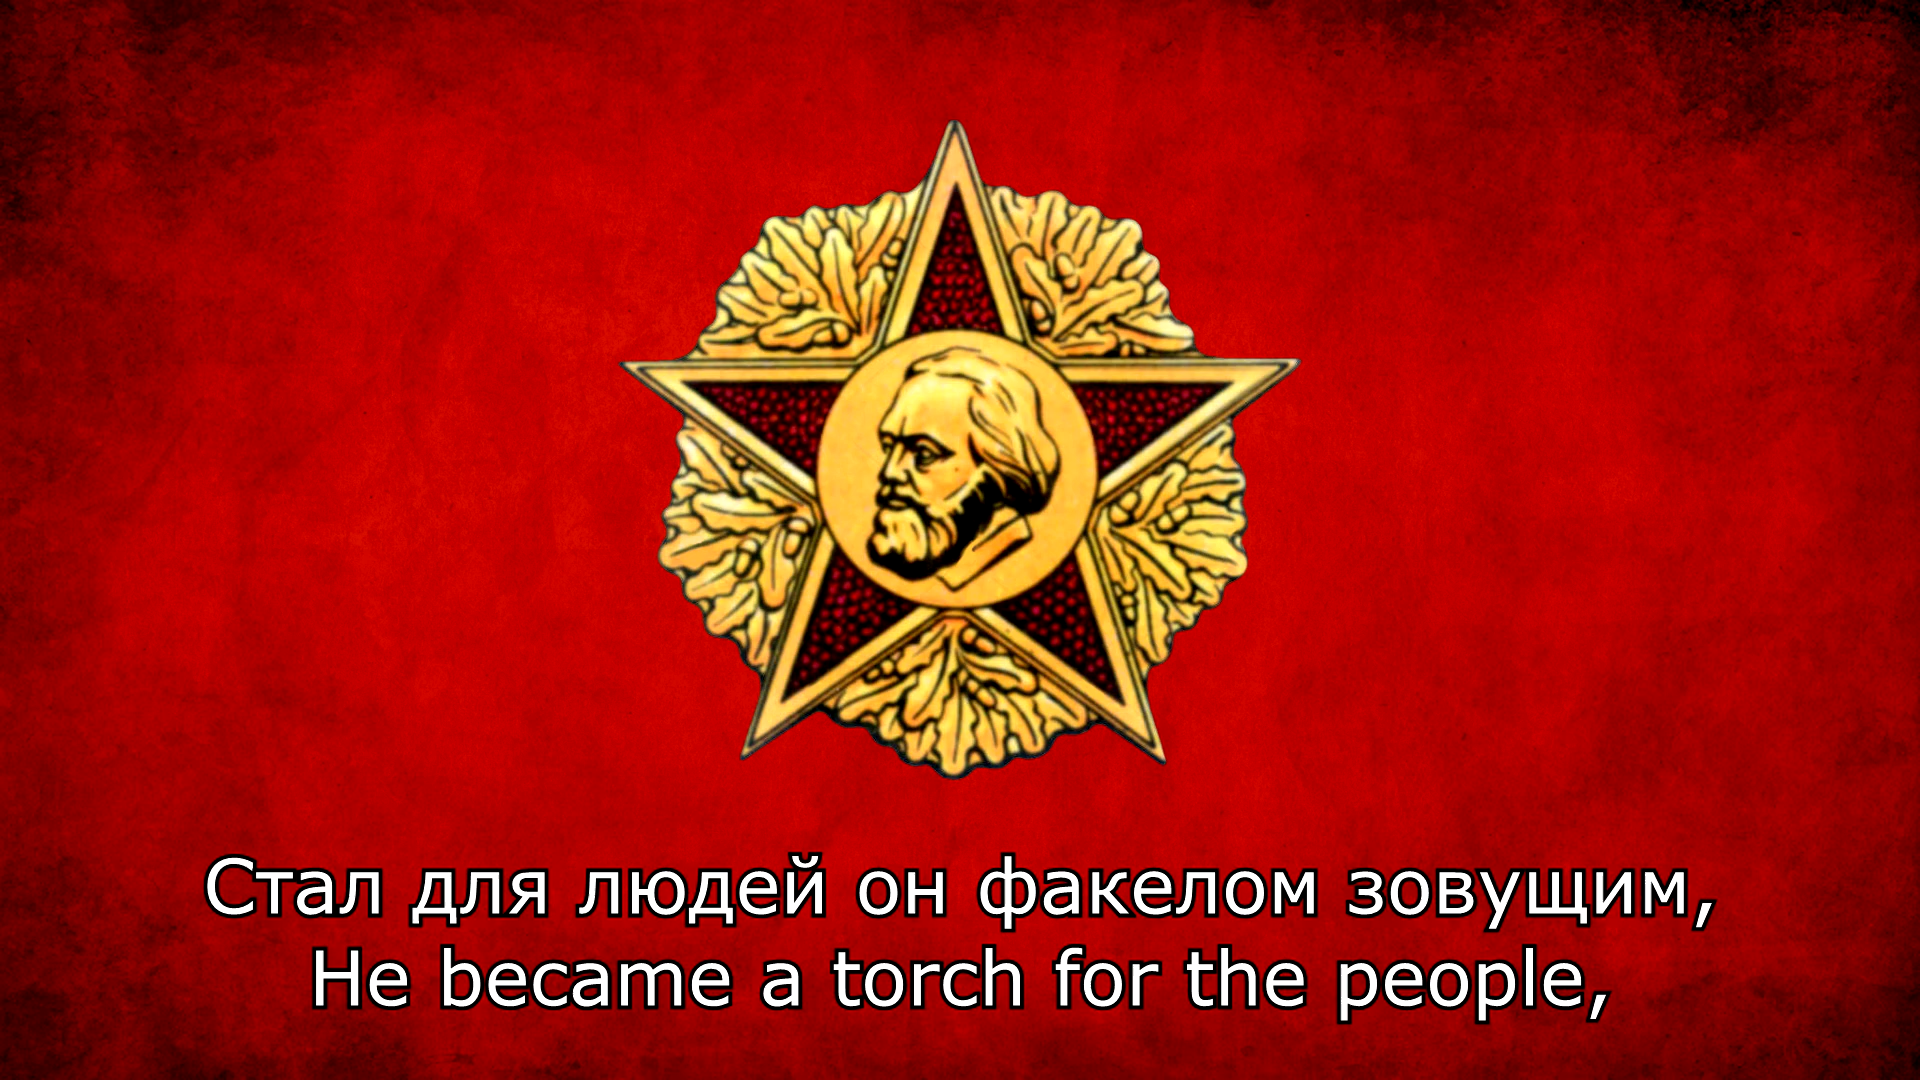 Стал для людей он факелом зовущим,
He became a torch for the people,